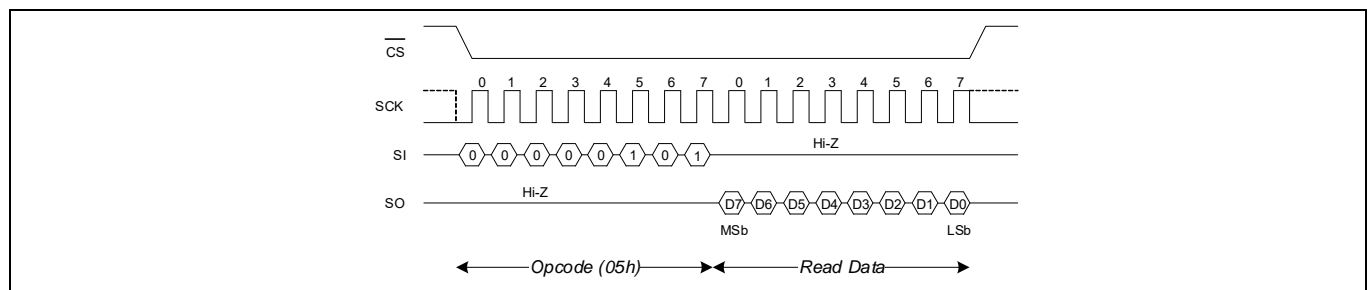 CS
0 1 2 3 4 5 6 7 0 1 2 3 4 5 6 7
SCK
Hi-Z
SI 0 0 0 0 0 1 0 1
Hi-Z
SO D7 D6 D5 D4 D3 D2 D1 D0
MSb LSb
Opcode (05h) Read Data